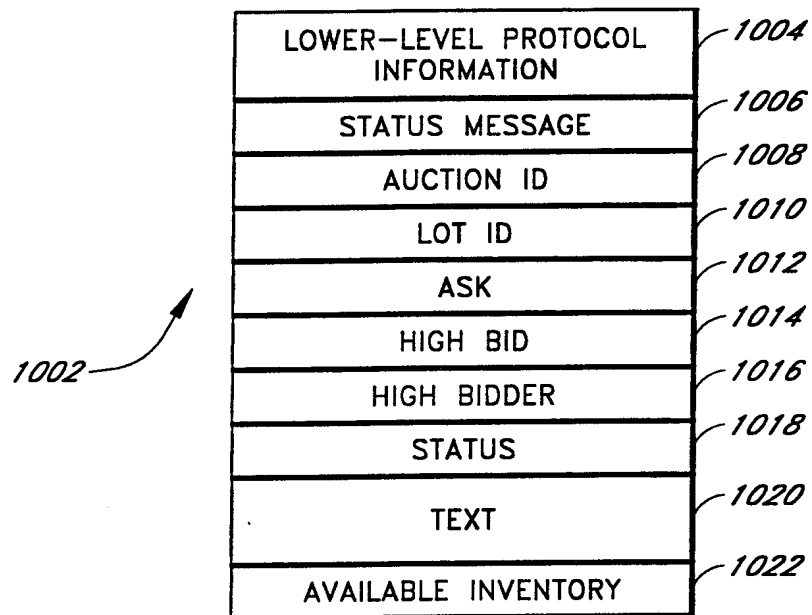 LOWER-LEVEL PROTOCOL
INFORMATION
1004
STATUS MESSAGE
1006
AUCTION ID
1008
LOT ID
1010
ASK
1012
HIGH BID
1014
HIGH BIDDER
1016
STATUS
1018
TEXT
1020
AVAILABLE INVENTORY
1022
1002